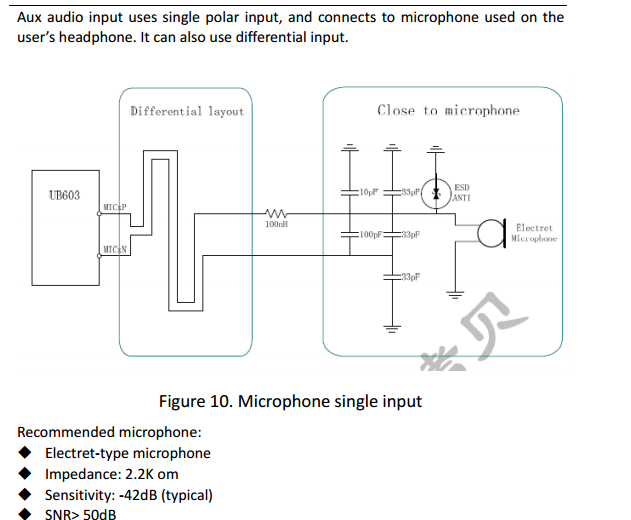 Aux audio input uses single polar input, and connects to microphone used on the
user's headphone. It can also use differential input.
Differential layout
Close to microphone
UB603
MICxP
MICxN
100nH
10pF
33pF
ESD
ANTI
100pF
33pF
33pF
Electret
Microphone
Figure 10. Microphone single input
Recommended microphone:
◆ Electret-type microphone
◆ Impedance: 2.2K om
◆ Sensitivity: -42dB (typical)
◆ SNR> 50dB